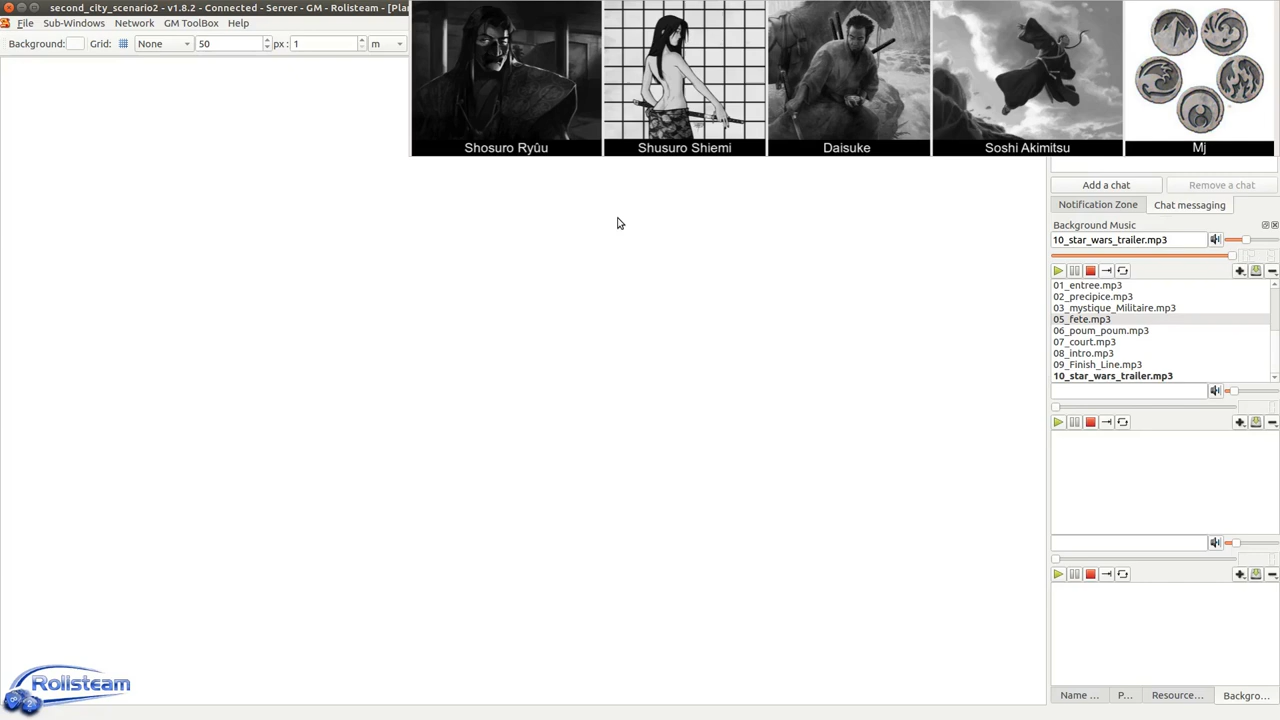 second_city_scenario2 - v1.8.2 - Connected - Server - GM - Rolisteam - [Plan
File Sub-Windows Network GM ToolBox Help
Background: Grid: None 50 px : 1 m
Shosuro Ryûu Shusuro Shiemi Daisuke Soshi Akimitsu Mj
Add a chat Remove a chat
Notification Zone Chat messaging
Background Music
10_star_wars_trailer.mp3
01_entree.mp3
02_precipice.mp3
03_mystique_Militaire.mp3
05_fete.mp3
06_poum_poum.mp3
07_court.mp3
08_intro.mp3
09_Finish_Line.mp3
10_star_wars_trailer.mp3
Rolisteam
Name ... P... Resource... Backgro...